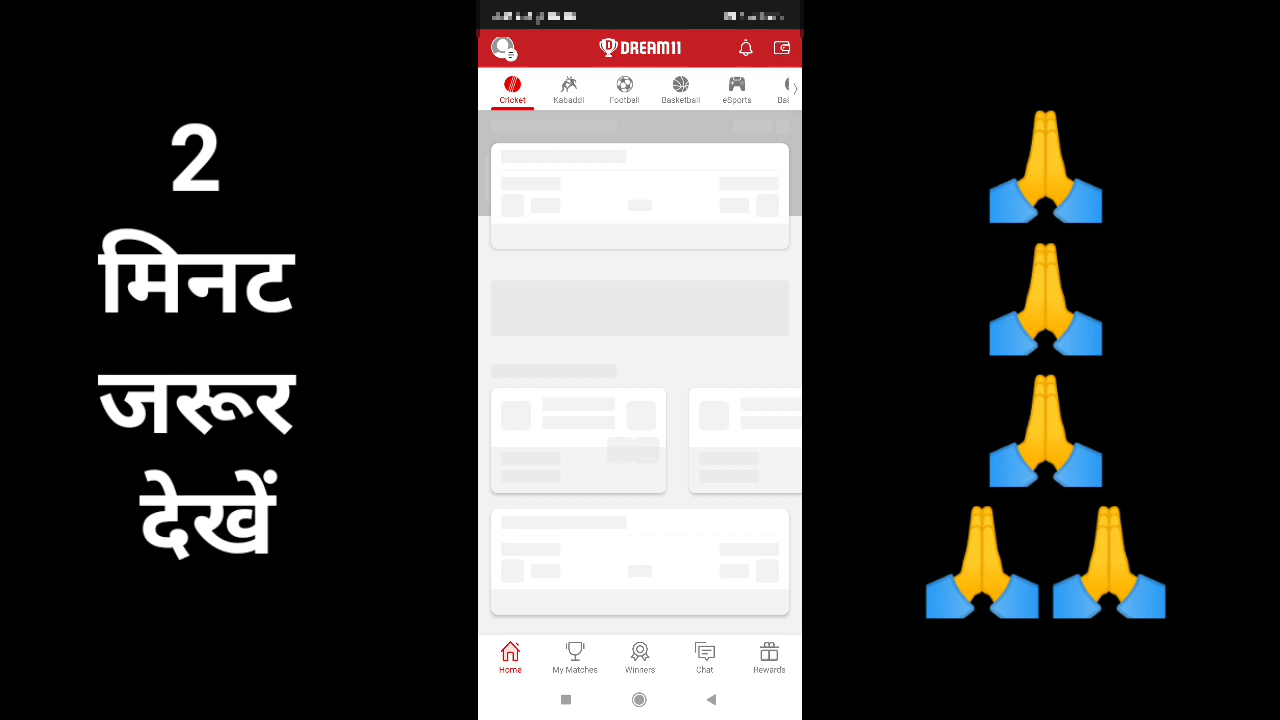 2
मिनट
जरूर
देखें
DREAM11
Cricket
Kabaddi
Football
Basketball
eSports
Home
My Matches
Winners
Chat
Rewards